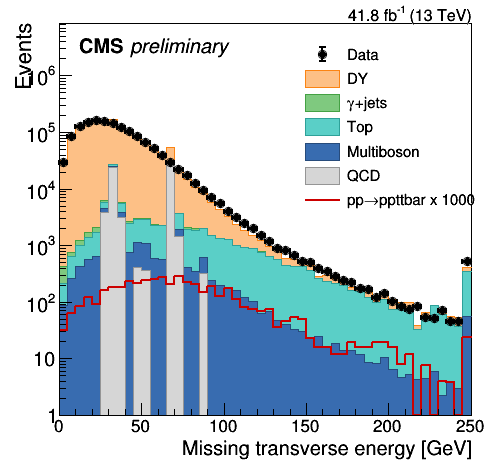 41.8 fb⁻¹ (13 TeV)
Events
CMS preliminary
Data
DY
γ+jets
Top
Multiboson
QCD
pp→ppttbar x 1000
10⁶
10⁵
10⁴
10³
10²
10
1
0 50 100 150 200 250
Missing transverse energy [GeV]